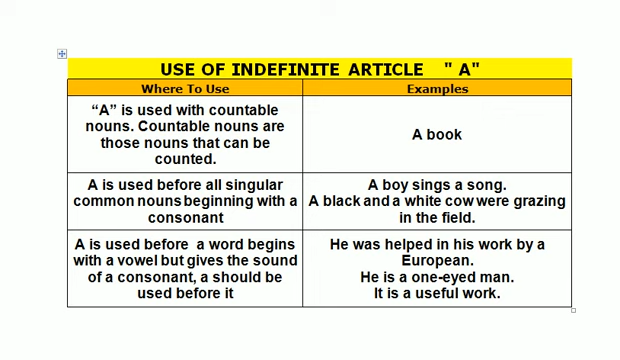 USE OF INDEFINITE ARTICLE " A"
Where To Use
Examples
“A” is used with countable
nouns. Countable nouns are
those nouns that can be
counted.
A book
A is used before all singular
common nouns beginning with a
consonant
A boy sings a song.
A black and a white cow were grazing
in the field.
A is used before a word begins
with a vowel but gives the sound
of a consonant, a should be
used before it
He was helped in his work by a
European.
He is a one-eyed man.
It is a useful work.